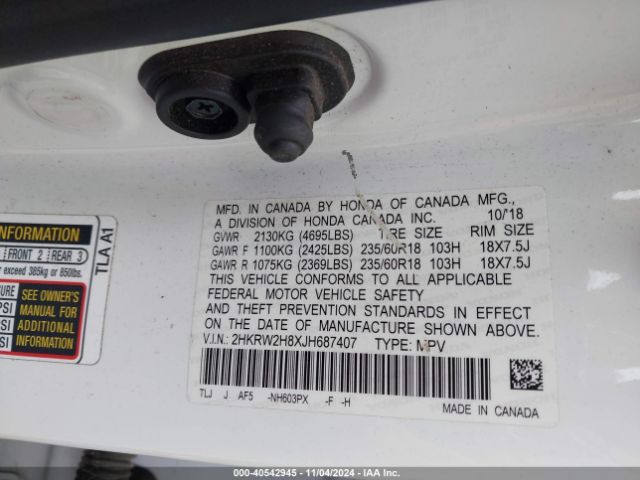 MFD. IN CANADA BY HONDA OF CANADA MFG.,
A DIVISION OF HONDA CANADA INC. 10/'18
GVWR 2130KG (4695LBS) SIZE RIM SIZE
GAWR F 1100KG (2425LBS) 235/60R18 103H 18X7.5J
GAWR R 1075KG (2369LBS) 235/60R18 103H 18X7.5J
THIS VEHICLE CONFORMS TO ALL APPLICABLE
FEDERAL MOTOR VEHICLE SAFETY
AND THEFT PREVENTION STANDARDS IN EFFECT
ON THE DATE OF MANUFACTURE SHOWN ABOVE.
V.I.N.: 2HKRW2H8XJH687407 TYPE: MPV
TLJ J AF5 -NH603PX -F -H
MADE IN CANADA
INFORMATION
FRONT 2 REAR 3
exceed 385kg or 850lbs.
SEE OWNER'S
MANUAL FOR
ADDITIONAL
INFORMATION
PSI
TLA A1
000-40542945 - 11/04/2024 - IAA Inc.